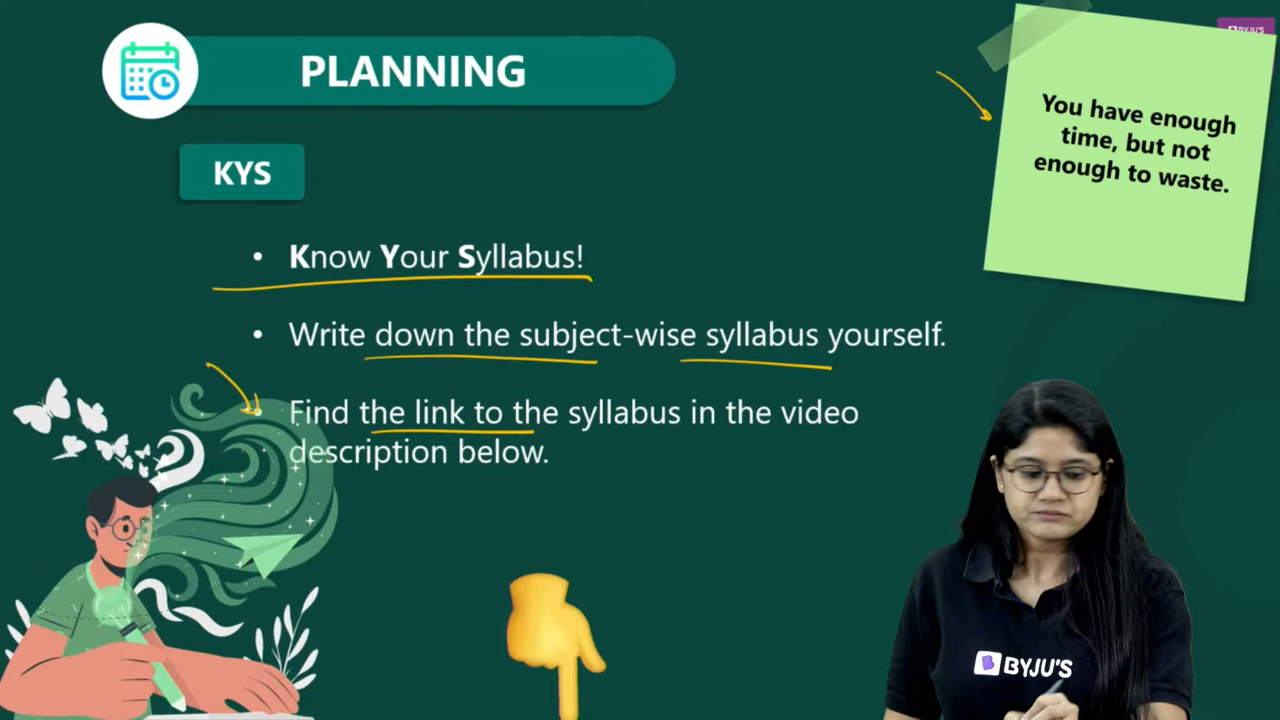 PLANNING
KYS
• Know Your Syllabus!
• Write down the subject-wise syllabus yourself.
• Find the link to the syllabus in the video
description below.
You have enough
time, but not
enough to waste.
BYJU'S
BYJU'S